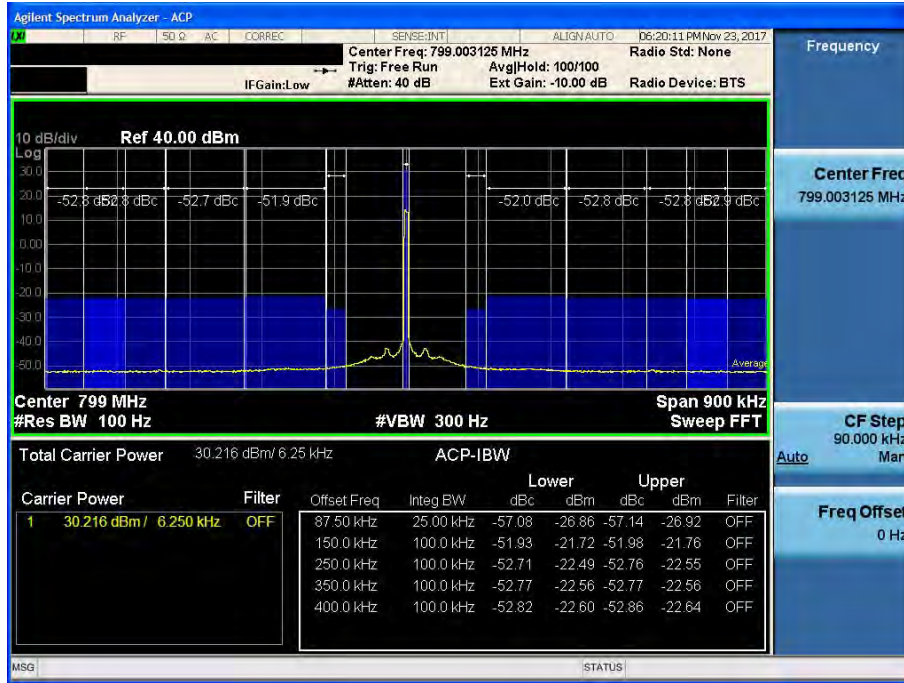 Agilent Spectrum Analyzer - ACP
LXI RF 50 Ω AC CORREC SENSE:INT ALIGNAUTO 06:20:11 PM Nov 23, 2017
Center Freq: 799.003125 MHz Radio Std: None
Trig: Free Run Avg|Hold: 100/100
IFGain:Low #Atten: 40 dB Ext Gain: -10.00 dB Radio Device: BTS
10 dB/div Ref 40.00 dBm
Log
30.0
20.0
10.0
0.00
-10.0
-20.0
-30.0
-40.0
-50.0
-52.8 dBc -52.7 dBc -51.9 dBc -52.0 dBc -52.8 dBc -52.9 dBc
Average
Center 799 MHz Span 900 kHz
#Res BW 100 Hz #VBW 300 Hz Sweep FFT
Total Carrier Power 30.216 dBm/ 6.25 kHz ACP-IBW
Lower Upper
Carrier Power Filter Offset Freq Integ BW dBc dBm dBc dBm Filter
1 30.216 dBm / 6.250 kHz OFF 87.50 kHz 25.00 kHz -57.08 -26.86 -57.14 -26.92 OFF
150.0 kHz 100.0 kHz -51.93 -21.72 -51.98 -21.76 OFF
250.0 kHz 100.0 kHz -52.71 -22.49 -52.76 -22.55 OFF
350.0 kHz 100.0 kHz -52.77 -22.56 -52.77 -22.56 OFF
400.0 kHz 100.0 kHz -52.82 -22.60 -52.86 -22.64 OFF
MSG STATUS
Frequency
Center Freq
799.003125 MHz
CF Step
90.000 kHz
Auto Man
Freq Offset
0 Hz